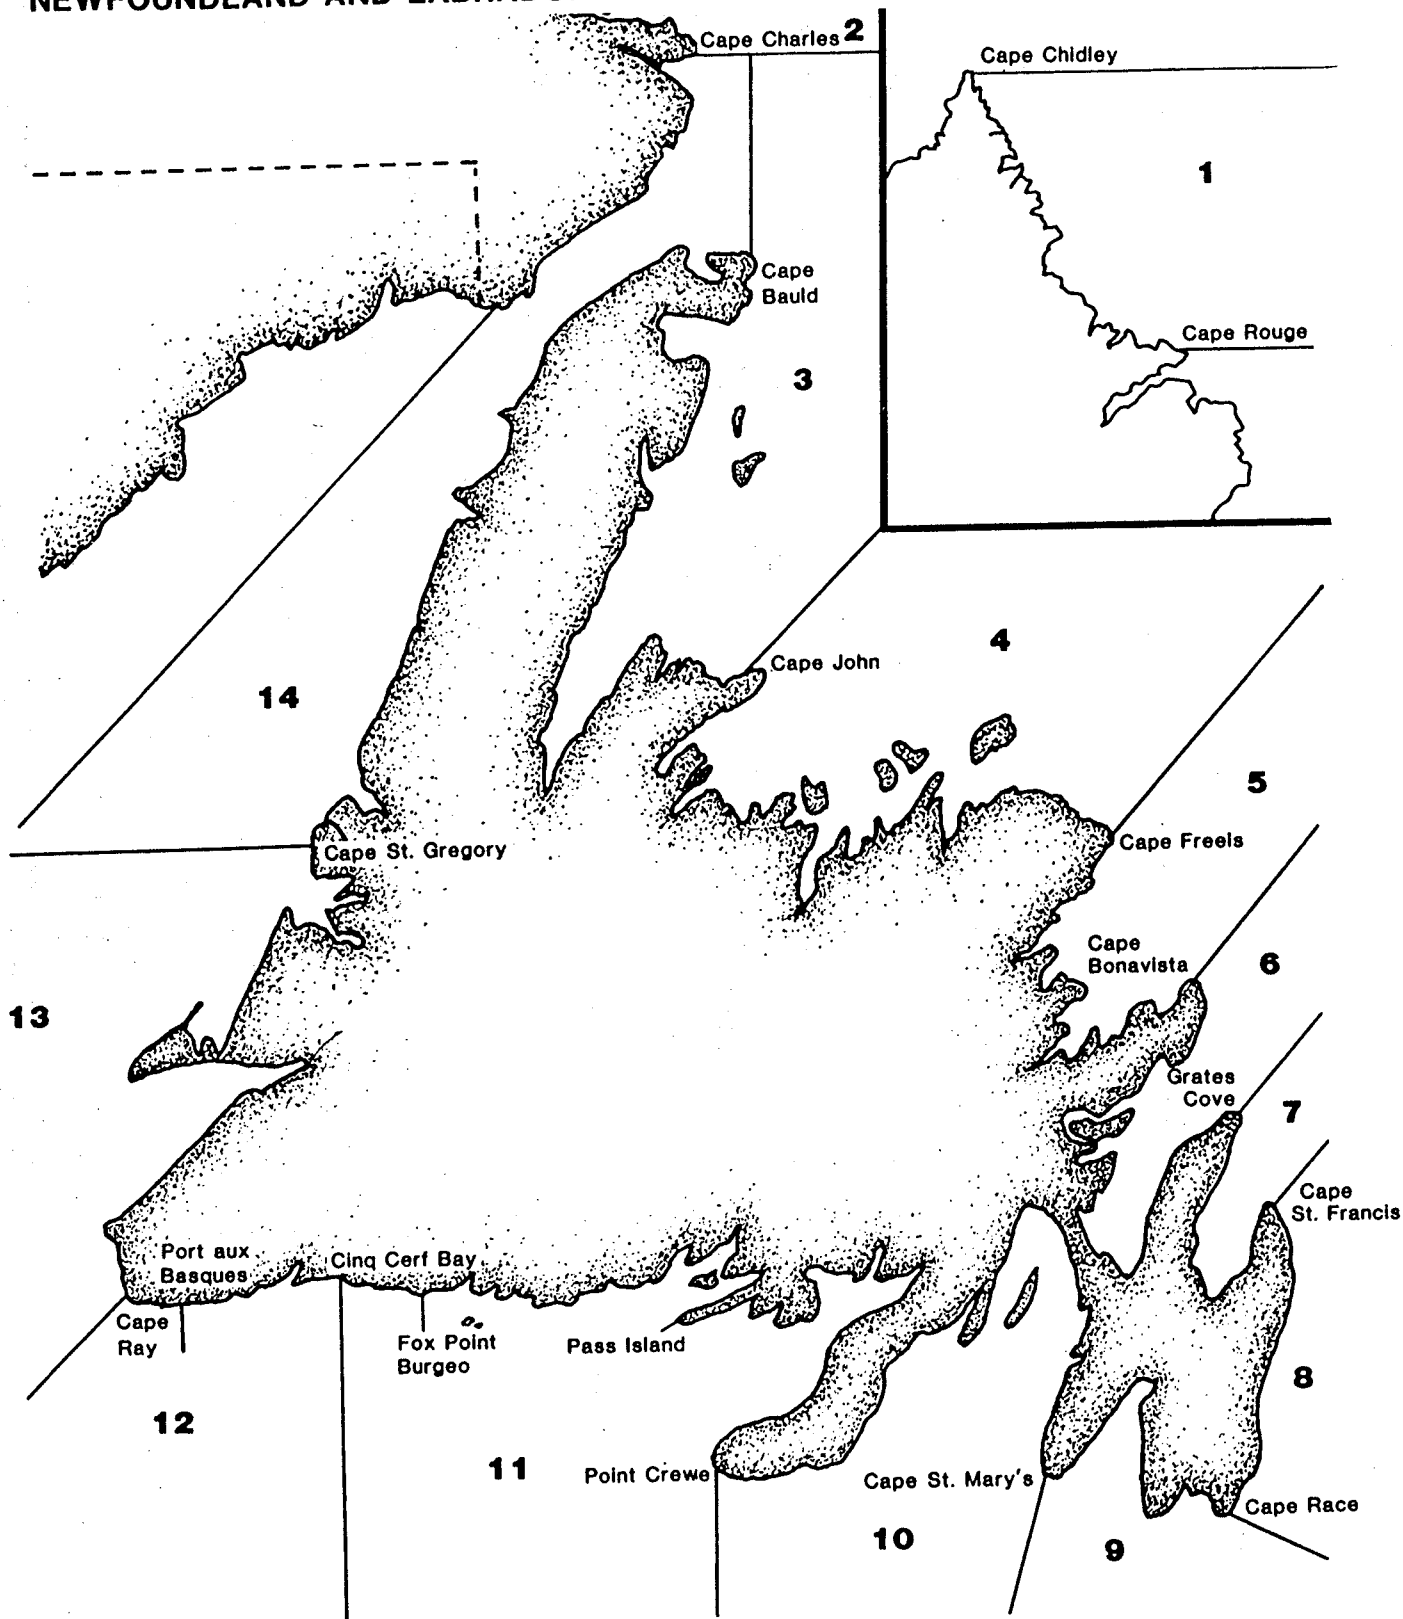 NEWFOUNDLAND AND
Cape Charles 2
Cape Chidley
1
Cape Rouge
Cape
Bauld
3
4
Cape John
14
5
Cape Freels
Cape St. Gregory
Cape
Bonavista
6
13
Grates
Cove
7
Cape
St. Francis
Port aux
Basques
Cinq Cerf Bay
Cape
Ray
Fox Point
Burgeo
Pass Island
8
12
11
Point Crewe
Cape St. Mary's
Cape Race
10
9